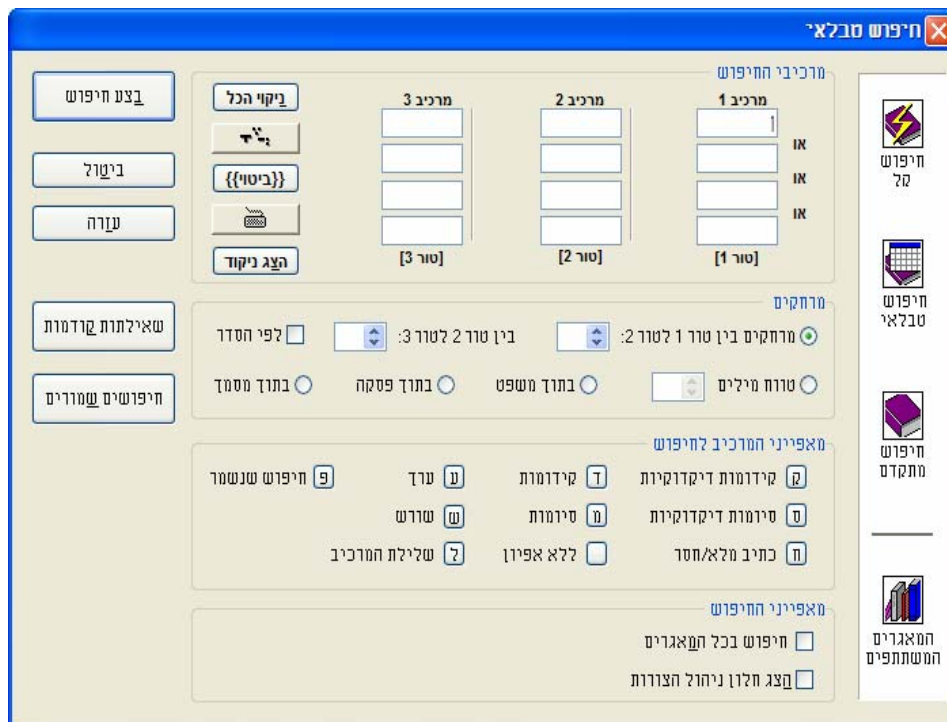 חיפוש טבלאי
חיפוש
קל
חיפוש
טבלאי
חיפוש
מתקדם
המאגרים
המשתתפים
מרכיבי החיפוש
מרכיב 1
מרכיב 2
מרכיב 3
או
או
או
[טור 1]
[טור 2]
[טור 3]
ניקוי הכל
{{ביטוי}}
הצג ניקוד
מרחקים
מרחקים בין טור 1 לטור 2: בין טור 2 לטור 3: לפי הסדר
טווח מילים בתוך משפט בתוך פסקה בתוך מסמך
מאפייני המרכיב לחיפוש
ק קידומות דיקדוקיות ד קידומות ע ערך פ חיפוש שנשמר
ס סיומות דיקדוקיות מ סיומות ש שורש
ח כתיב מלא/חסר ללא אפיון ל שלילת המרכיב
מאפייני החיפוש
חיפוש בכל המאגרים
הצג חלון ניהול הצורות
בצע חיפוש
ביטול
עזרה
שאילתות קודמות
חיפושים שמורים